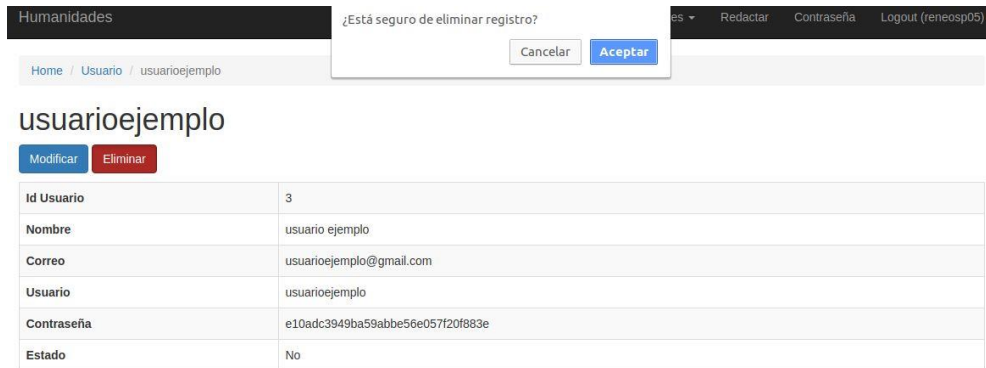 Humanidades
¿Está seguro de eliminar registro?
es Redactar Contraseña Logout (reneosp05)
Cancelar Aceptar
Home / Usuario / usuarioejemplo
usuarioejemplo
Modificar Eliminar
Id Usuario 3
Nombre usuario ejemplo
Correo usuarioejemplo@gmail.com
Usuario usuarioejemplo
Contraseña e10adc3949ba59abbe56e057f20f883e
Estado No